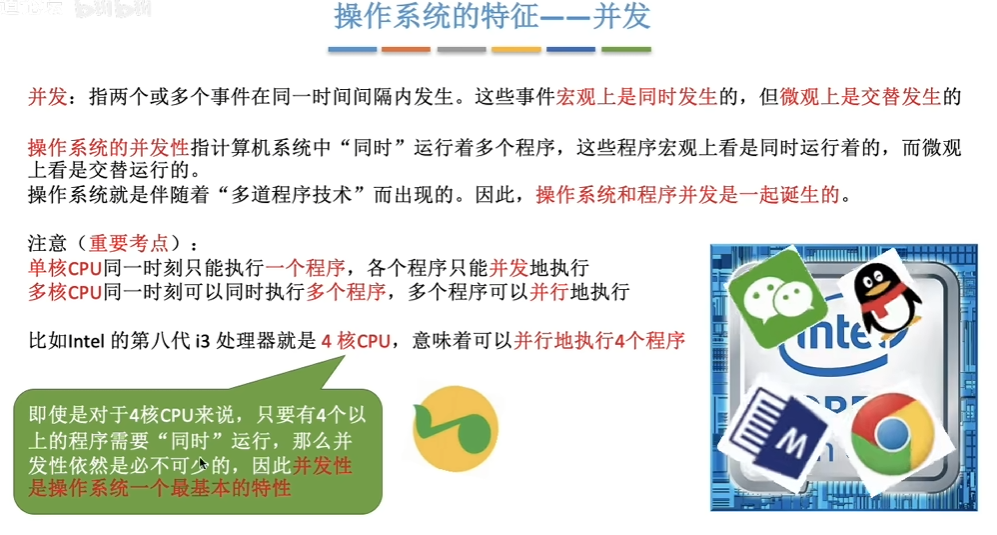 bilibili
操作系统的特征——并发
并发：指两个或多个事件在同一时间间隔内发生。这些事件宏观上是同时发生的，但微观上是交替发生的
操作系统的并发性指计算机系统中“同时”运行着多个程序，这些程序宏观上看是同时运行着的，而微观
上看是交替运行的。
操作系统就是伴随着“多道程序技术”而出现的。因此，操作系统和程序并发是一起诞生的。
注意（重要考点）：
单核CPU同一时刻只能执行一个程序，各个程序只能并发地执行
多核CPU同一时刻可以同时执行多个程序，多个程序可以并行地执行
比如Intel 的第八代 i3 处理器就是 4 核CPU，意味着可以并行地执行4个程序
即使是对于4核CPU来说，只要有4个以
上的程序需要“同时”运行，那么并
发性依然是必不可少的，因此并发性
是操作系统一个最基本的特性
W